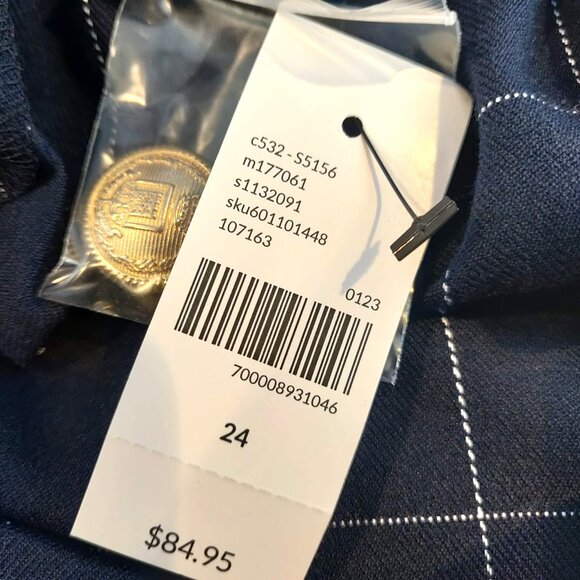 c532 - S5156
m177061
s1132091
sku601101448
107163
0123
700008931046
24
$84.95